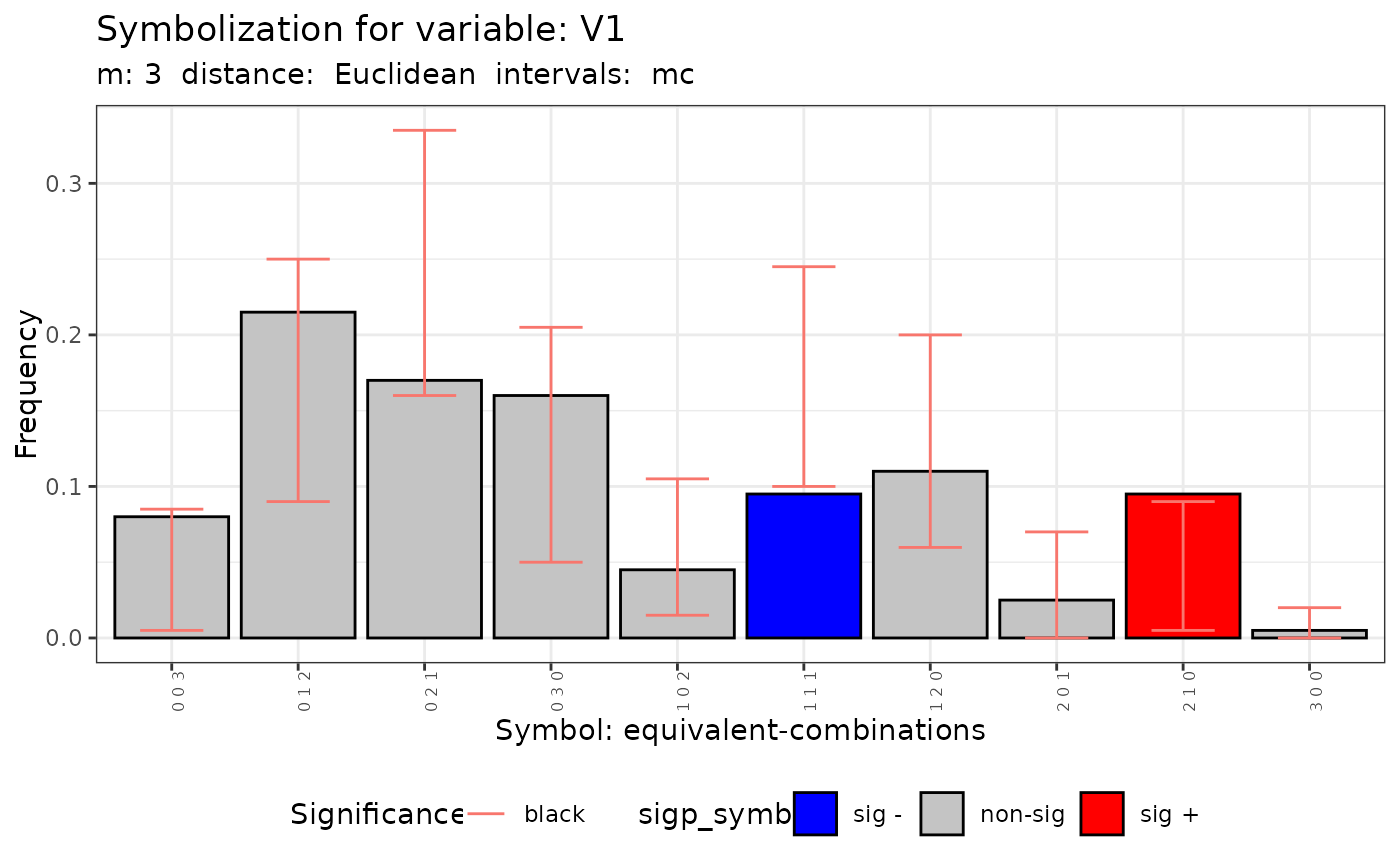 Symbolization for variable: V1
m: 3  distance:  Euclidean  intervals:  mc
Frequency
0.3
0.2
0.1
0.0
0 0 3
0 1 2
0 2 1
0 3 0
1 0 2
1 1 1
1 2 0
2 0 1
2 1 0
3 0 0
Symbol: equivalent-combinations
Significance black sigp_symb sig - non-sig sig +